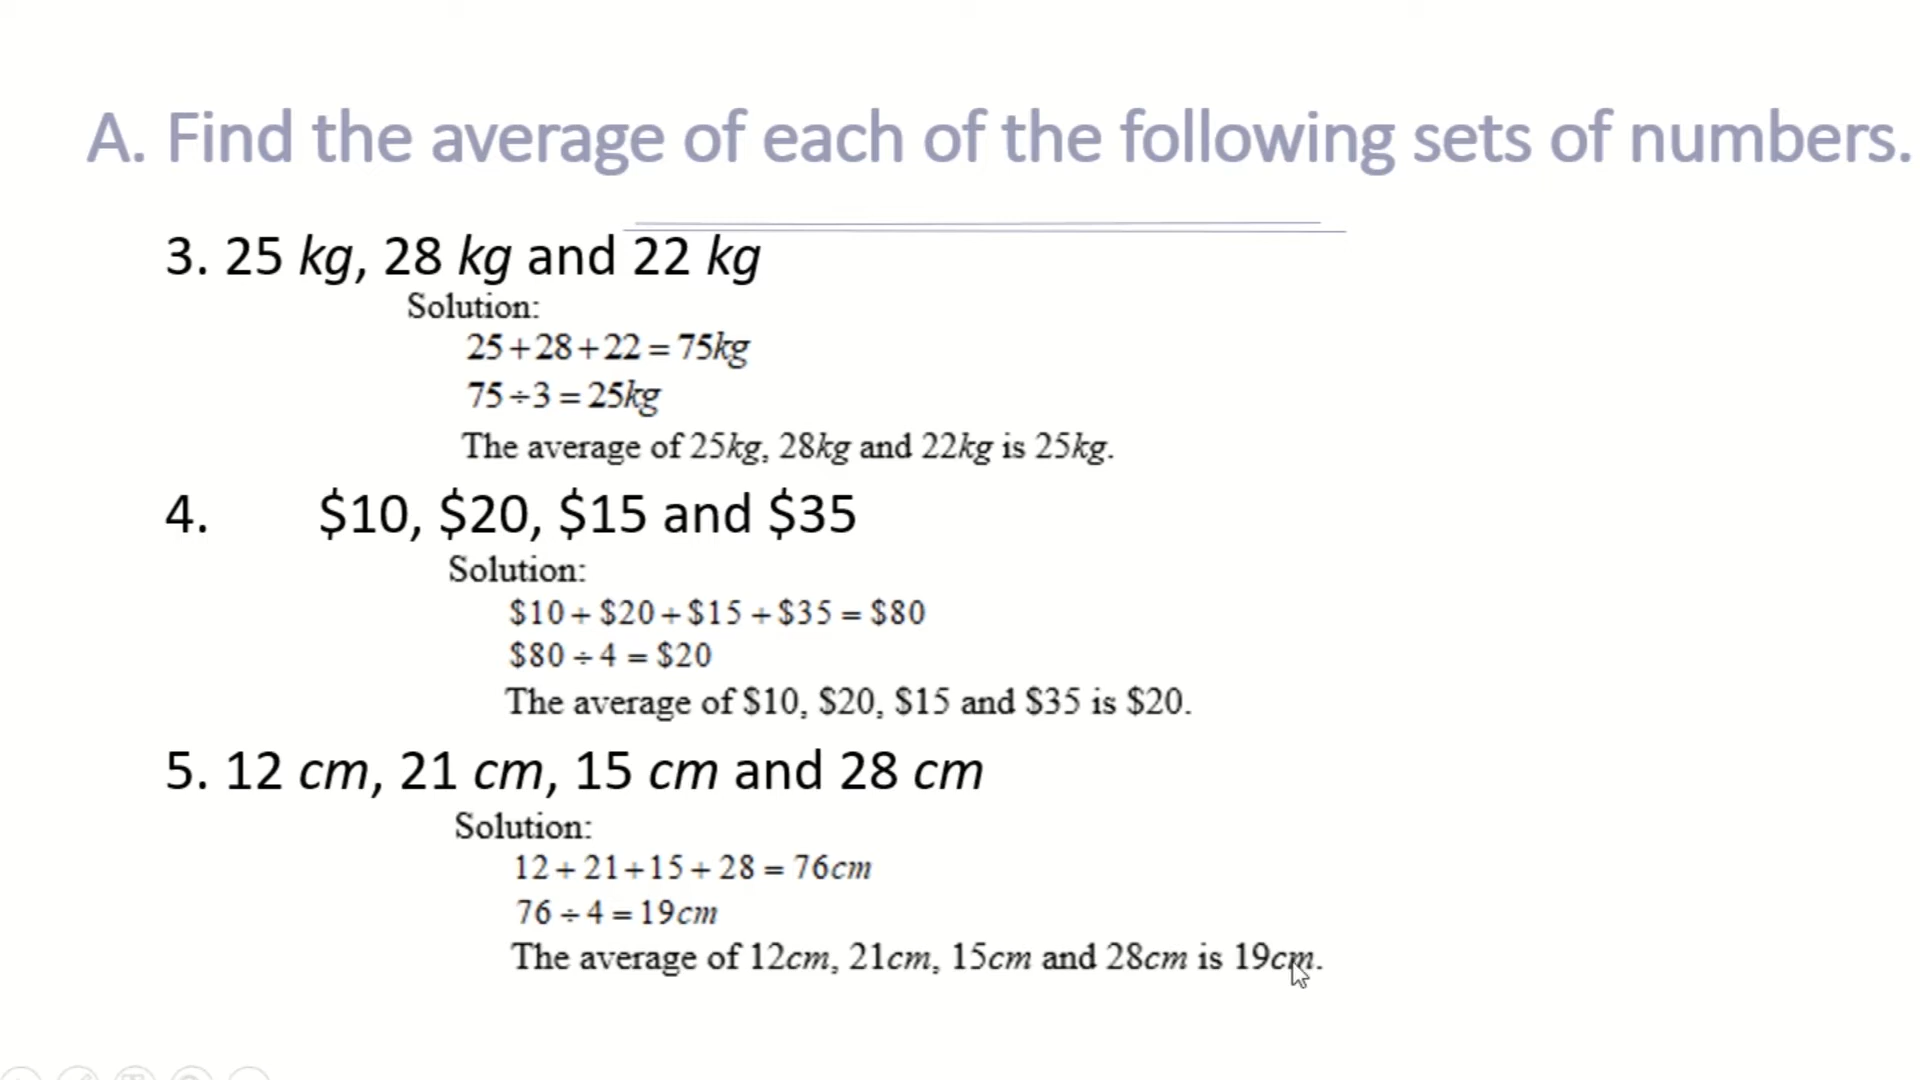 A. Find the average of each of the following sets of numbers.
3. 25 kg, 28 kg and 22 kg
Solution:
25+28+22=75kg
75÷3=25kg
The average of 25kg, 28kg and 22kg is 25kg.
4. $10, $20, $15 and $35
Solution:
$10+$20+$15+$35=$80
$80÷4=$20
The average of $10, $20, $15 and $35 is $20.
5. 12 cm, 21 cm, 15 cm and 28 cm
Solution:
12+21+15+28=76cm
76÷4=19cm
The average of 12cm, 21cm, 15cm and 28cm is 19cm.